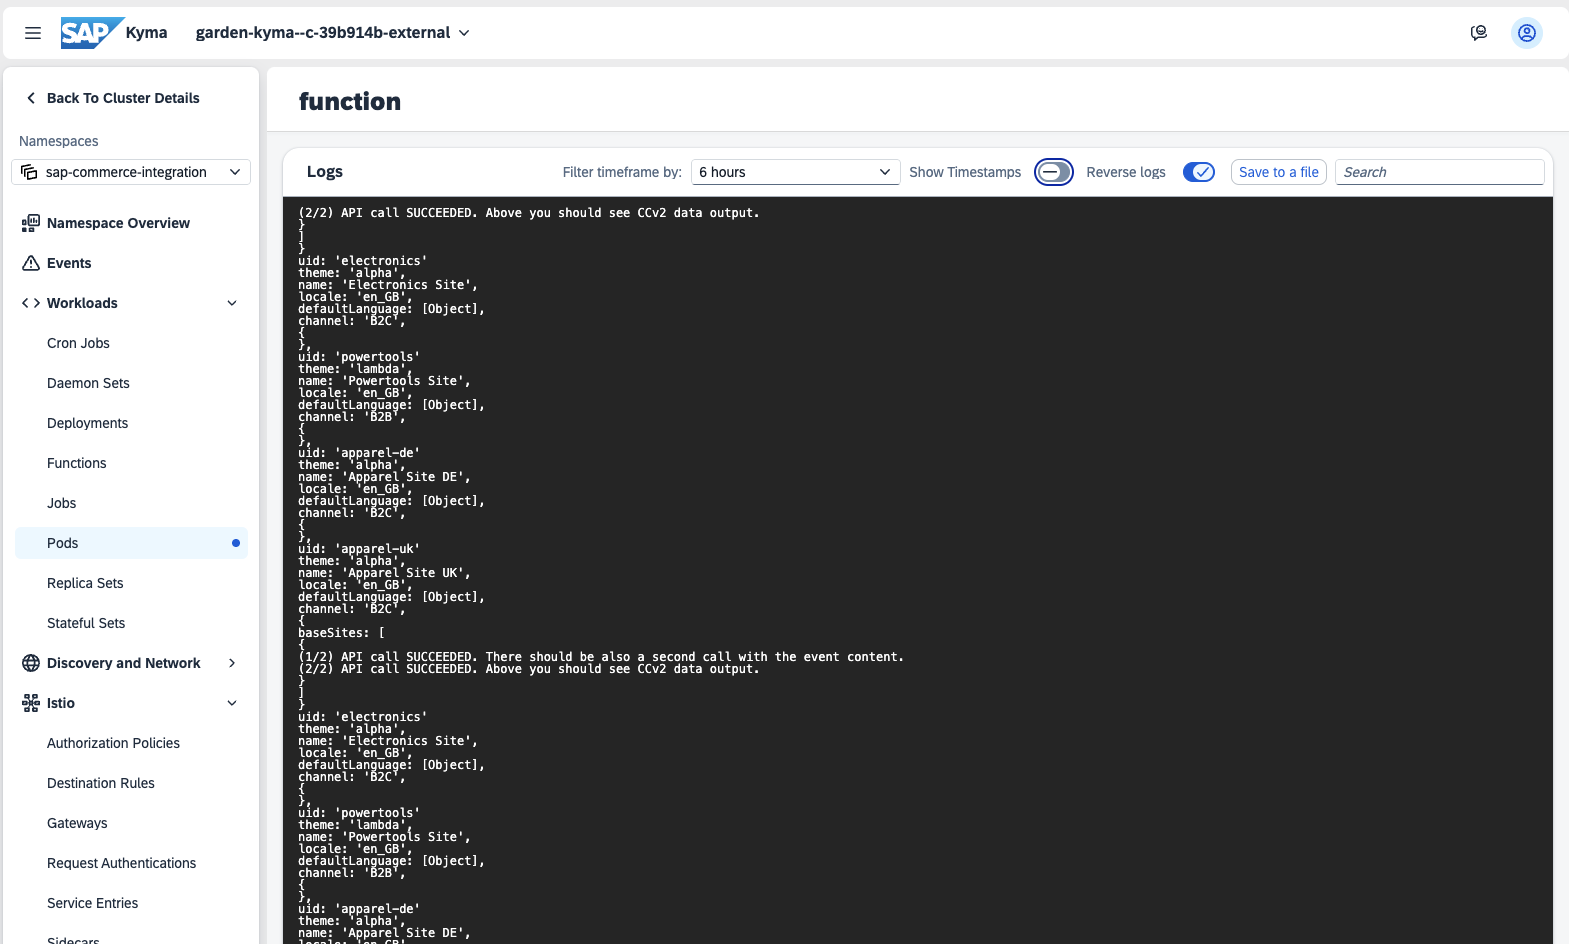 SAP Kyma garden-kyma--c-39b914b-external
Back To Cluster Details
Namespaces
sap-commerce-integration
Namespace Overview
Events
Workloads
Cron Jobs
Daemon Sets
Deployments
Functions
Jobs
Pods
Replica Sets
Stateful Sets
Discovery and Network
Istio
Authorization Policies
Destination Rules
Gateways
Request Authentications
Service Entries
Sidecars
function
Logs Filter timeframe by: 6 hours Show Timestamps Reverse logs Save to a file Search
(2/2) API call SUCCEEDED. Above you should see CCv2 data output.
}
]
}
uid: 'electronics'
theme: 'alpha',
name: 'Electronics Site',
locale: 'en_GB',
defaultLanguage: [Object],
channel: 'B2C',
{
},
uid: 'powertools'
theme: 'lambda',
name: 'Powertools Site',
locale: 'en_GB',
defaultLanguage: [Object],
channel: 'B2B',
{
},
uid: 'apparel-de'
theme: 'alpha',
name: 'Apparel Site DE',
locale: 'en_GB',
defaultLanguage: [Object],
channel: 'B2C',
{
},
uid: 'apparel-uk'
theme: 'alpha',
name: 'Apparel Site UK',
locale: 'en_GB',
defaultLanguage: [Object],
channel: 'B2C',
{
baseSites: [
{
(1/2) API call SUCCEEDED. There should be also a second call with the event content.
(2/2) API call SUCCEEDED. Above you should see CCv2 data output.
}
]
}
uid: 'electronics'
theme: 'alpha',
name: 'Electronics Site',
locale: 'en_GB',
defaultLanguage: [Object],
channel: 'B2C',
{
},
uid: 'powertools'
theme: 'lambda',
name: 'Powertools Site',
locale: 'en_GB',
defaultLanguage: [Object],
channel: 'B2B',
{
},
uid: 'apparel-de'
theme: 'alpha',
name: 'Apparel Site DE',
locale: 'en_GB',